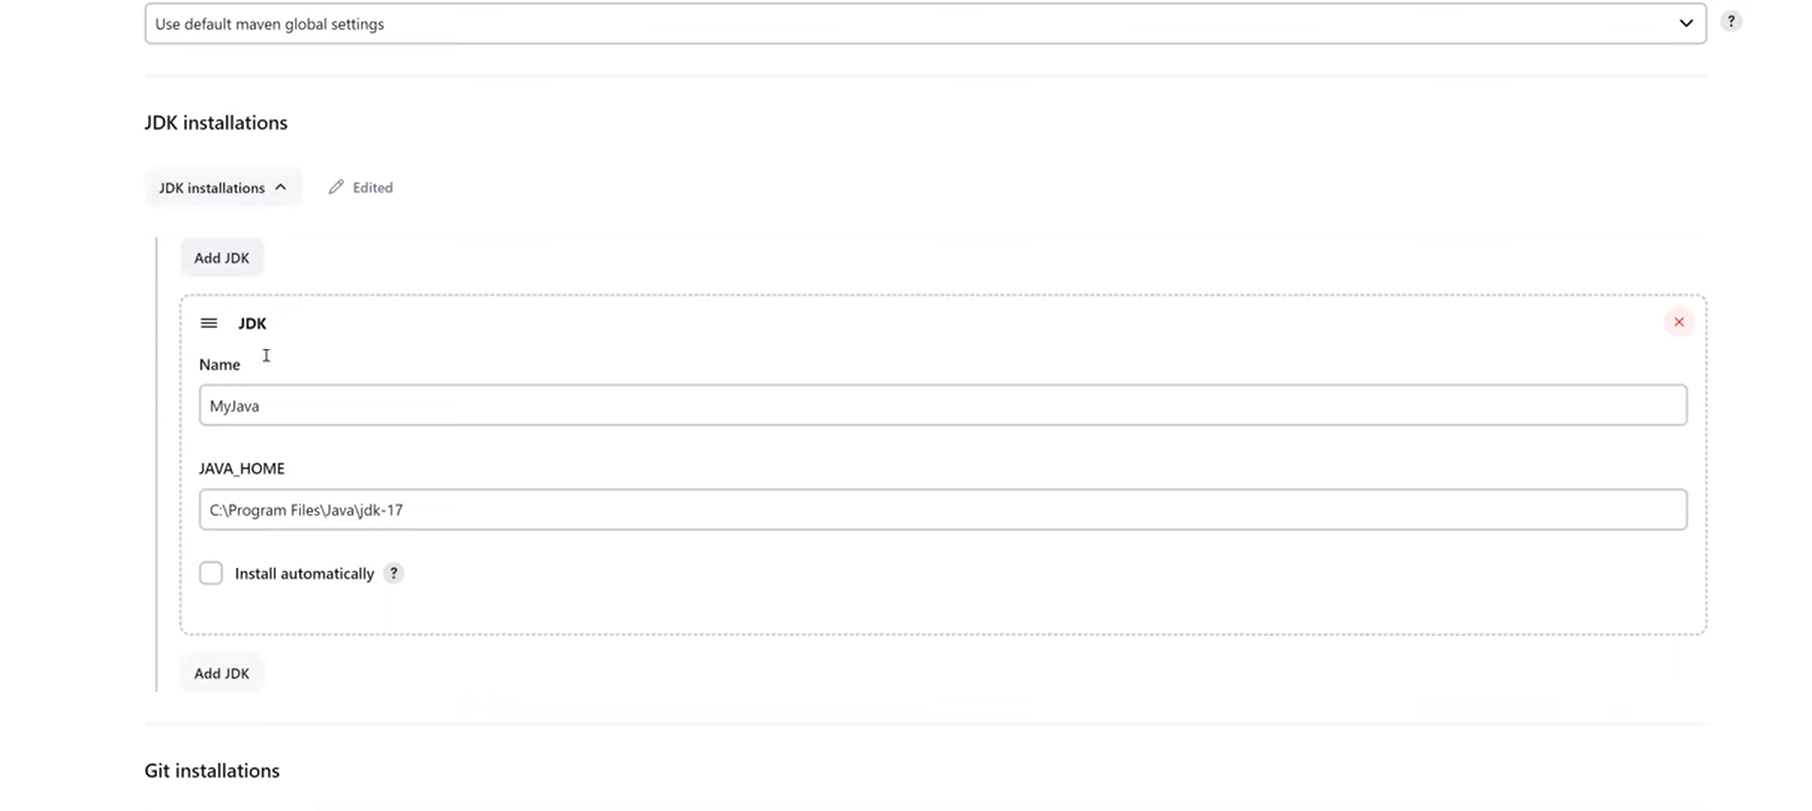 Use default maven global settings
?
JDK installations
JDK installations
Edited
Add JDK
JDK
Name
MyJava
JAVA_HOME
C:\Program Files\Java\jdk-17
Install automatically ?
Add JDK
Git installations